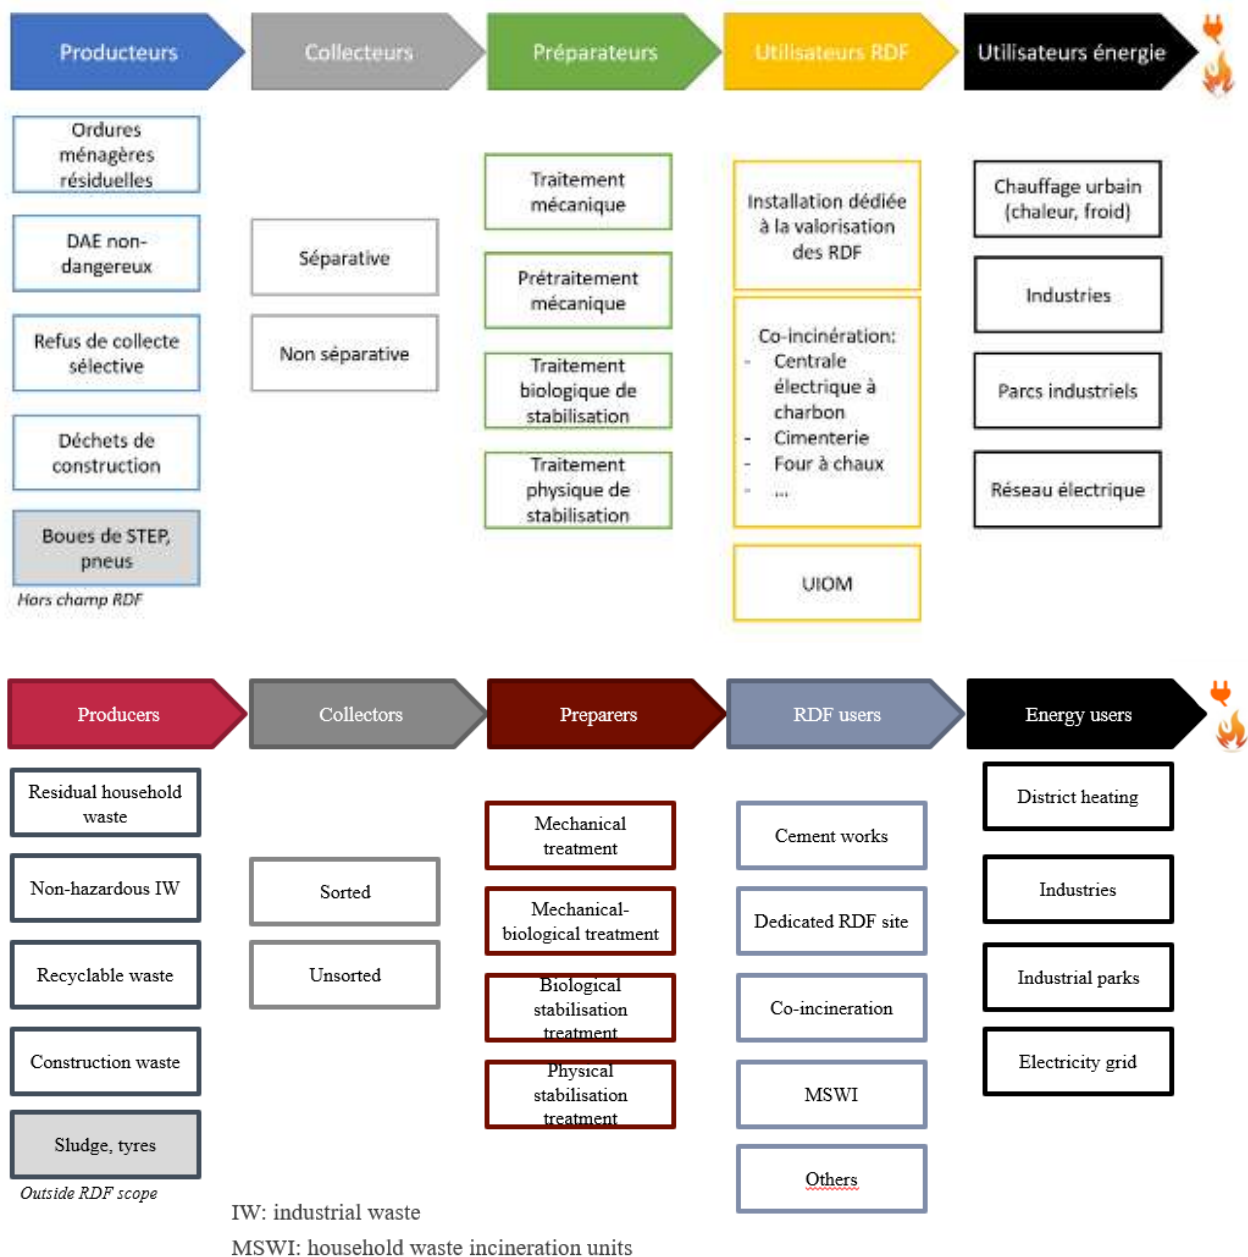 Producteurs
Collecteurs
Préparateurs
Utilisateurs RDF
Utilisateurs énergie
Ordures
ménagères
résiduelles
DAE non-
dangereux
Refus de collecte
sélective
Déchets de
construction
Boues de STEP,
pneus
Hors champ RDF
Séparative
Non séparative
Traitement
mécanique
Prétraitement
mécanique
Traitement
biologique de
stabilisation
Traitement
physique de
stabilisation
Installation dédiée
à la valorisation
des RDF
Co-incinération:
- Centrale
électrique à
charbon
- Cimenterie
- Four à chaux
- ...
UIOM
Chauffage urbain
(chaleur, froid)
Industries
Parcs industriels
Réseau électrique
Producers
Collectors
Preparers
RDF users
Energy users
Residual household
waste
Non-hazardous IW
Recyclable waste
Construction waste
Sludge, tyres
Outside RDF scope
Sorted
Unsorted
Mechanical
treatment
Mechanical-
biological treatment
Biological
stabilisation
treatment
Physical
stabilisation
treatment
Cement works
Dedicated RDF site
Co-incineration
MSWI
Others
District heating
Industries
Industrial parks
Electricity grid
IW: industrial waste
MSWI: household waste incineration units